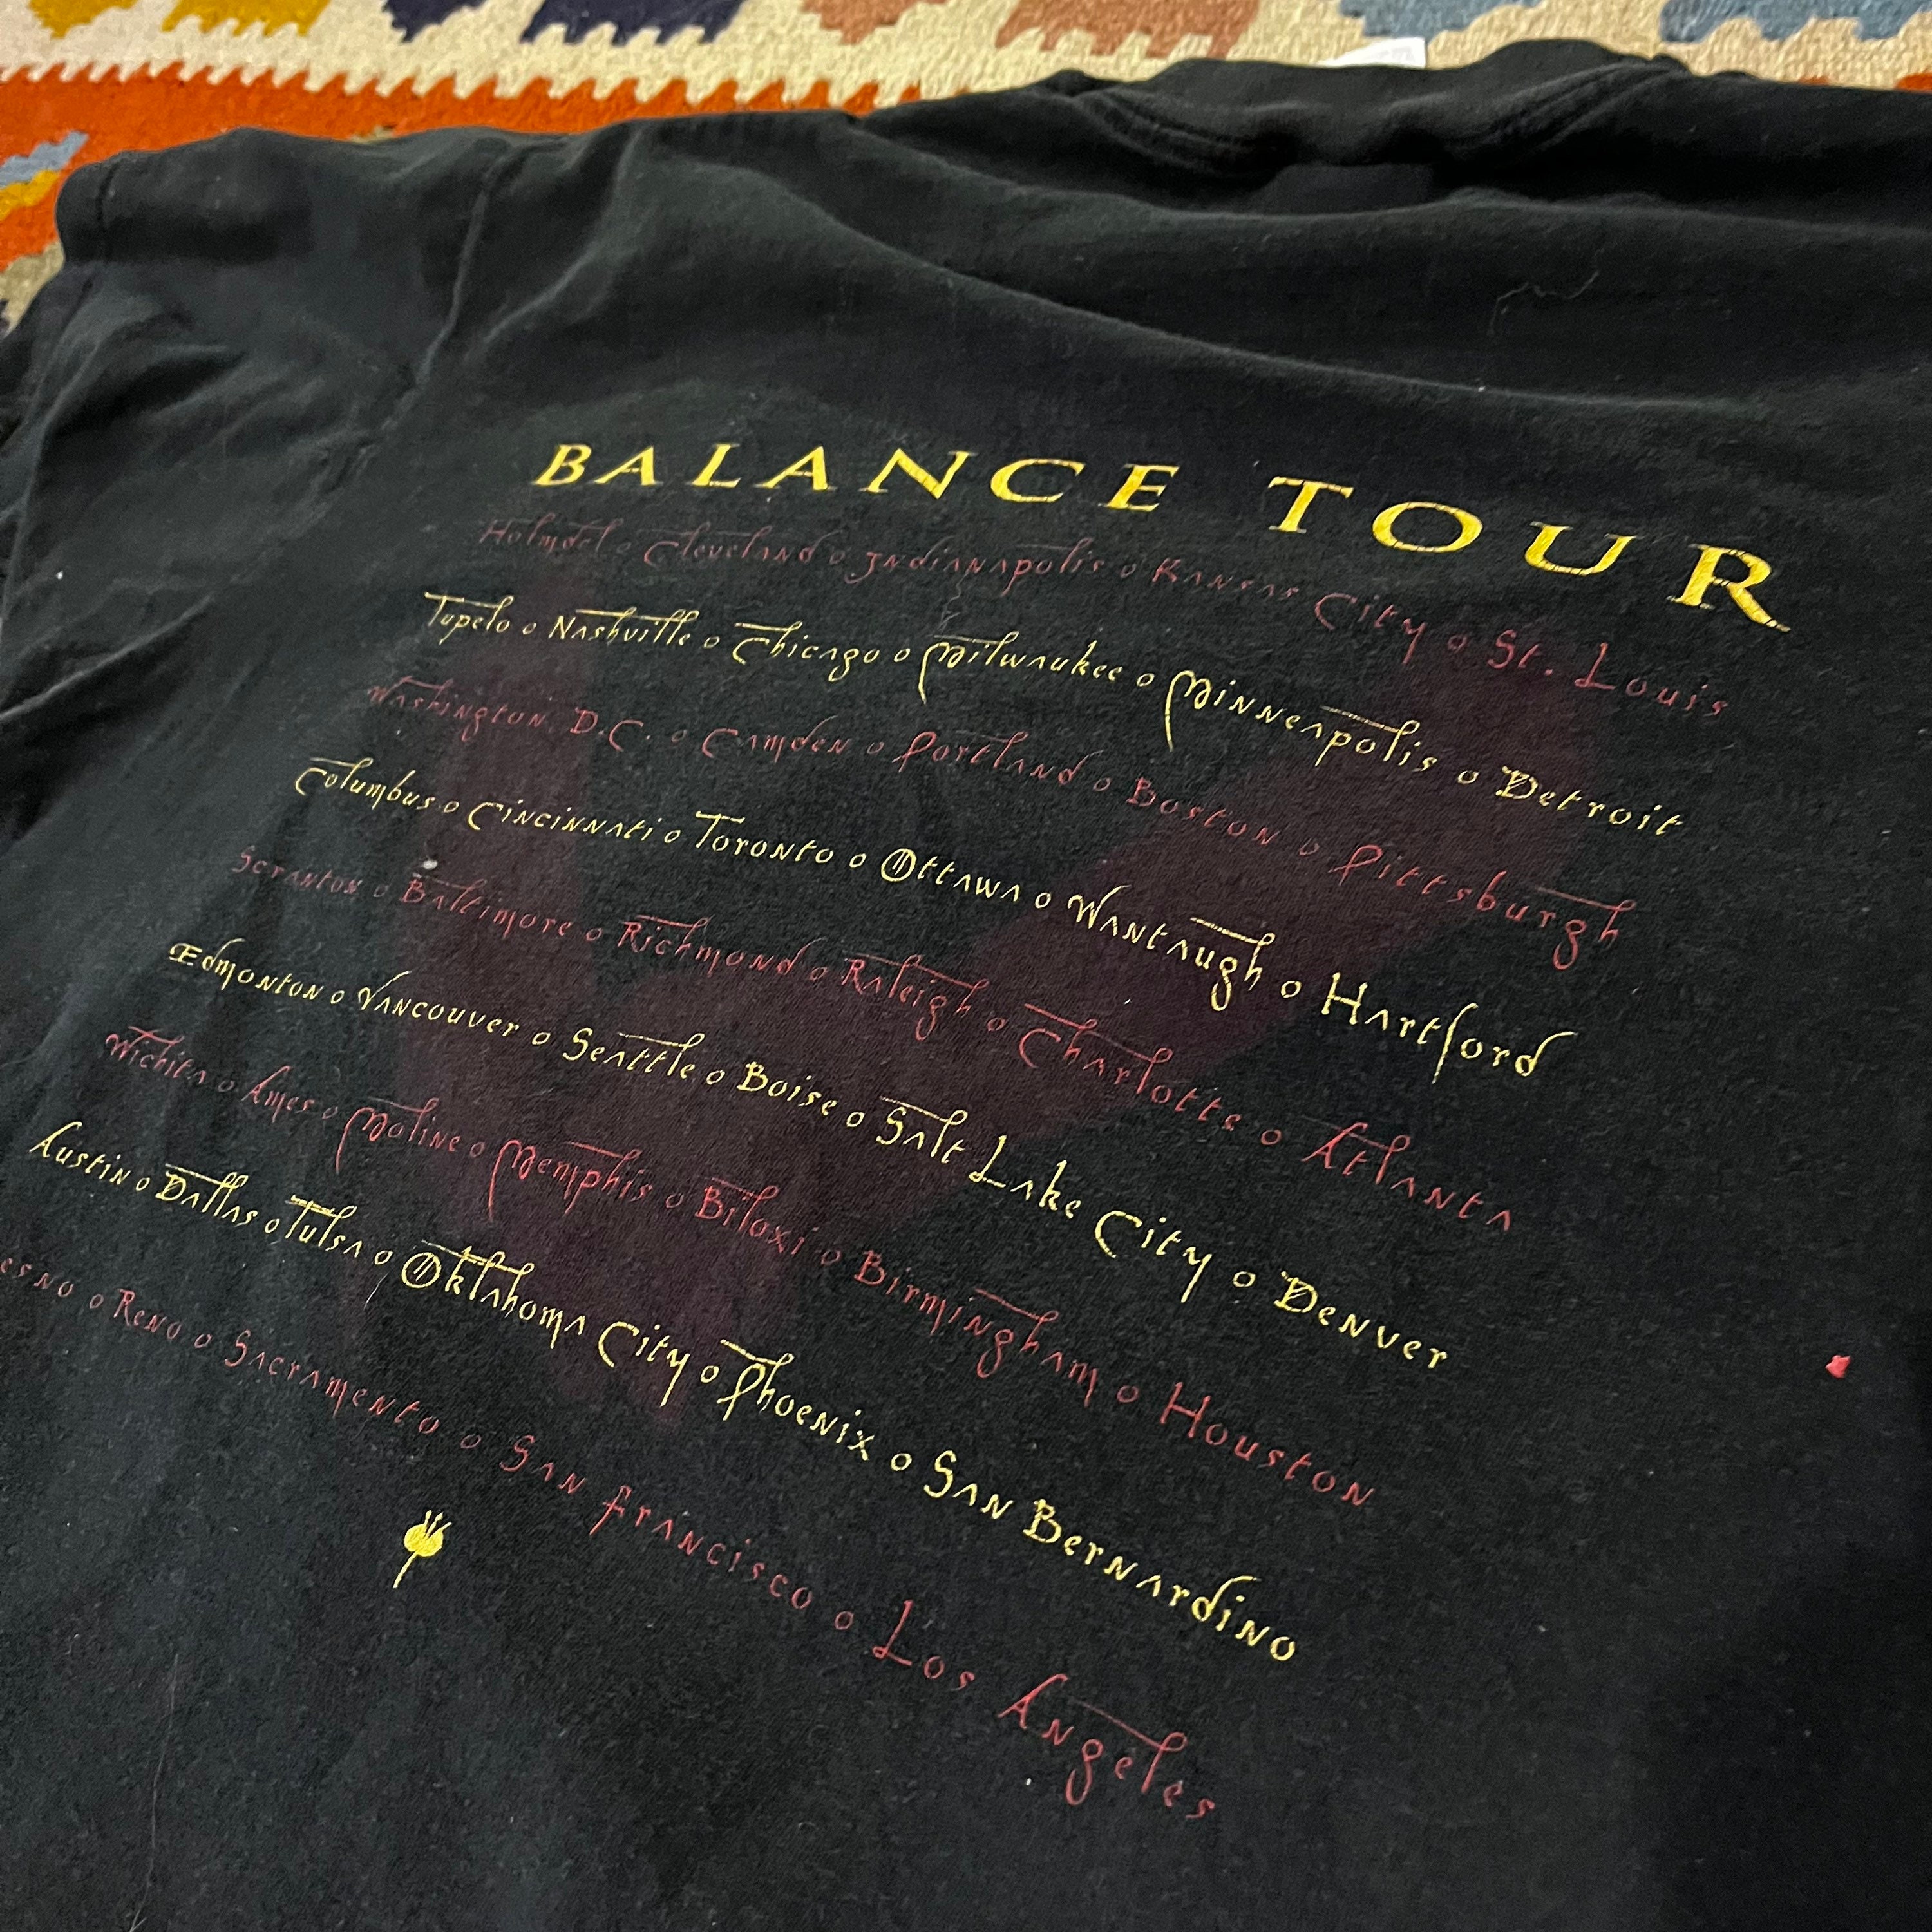 BALANCE TOUR
Holmdel o Cleveland o Indianapolis o Kansas City o St. Louis
Tupelo o Nashville o Chicago o Milwaukee o Minneapolis o Detroit
Washington, D.C. o Camden o Portland o Boston o Pittsburgh
Columbus o Cincinnati o Toronto o Ottawa o Wantaugh o Hartford
Scranton o Baltimore o Richmond o Raleigh o Charlotte o Atlanta
Edmonton o Vancouver o Seattle o Boise o Salt Lake City o Denver
Wichita o Ames o Moline o Memphis o Biloxi o Birmingham o Houston
Austin o Dallas o Tulsa o Oklahoma City o Phoenix o San Bernardino
esno o Reno o Sacramento o San Francisco o Los Angeles